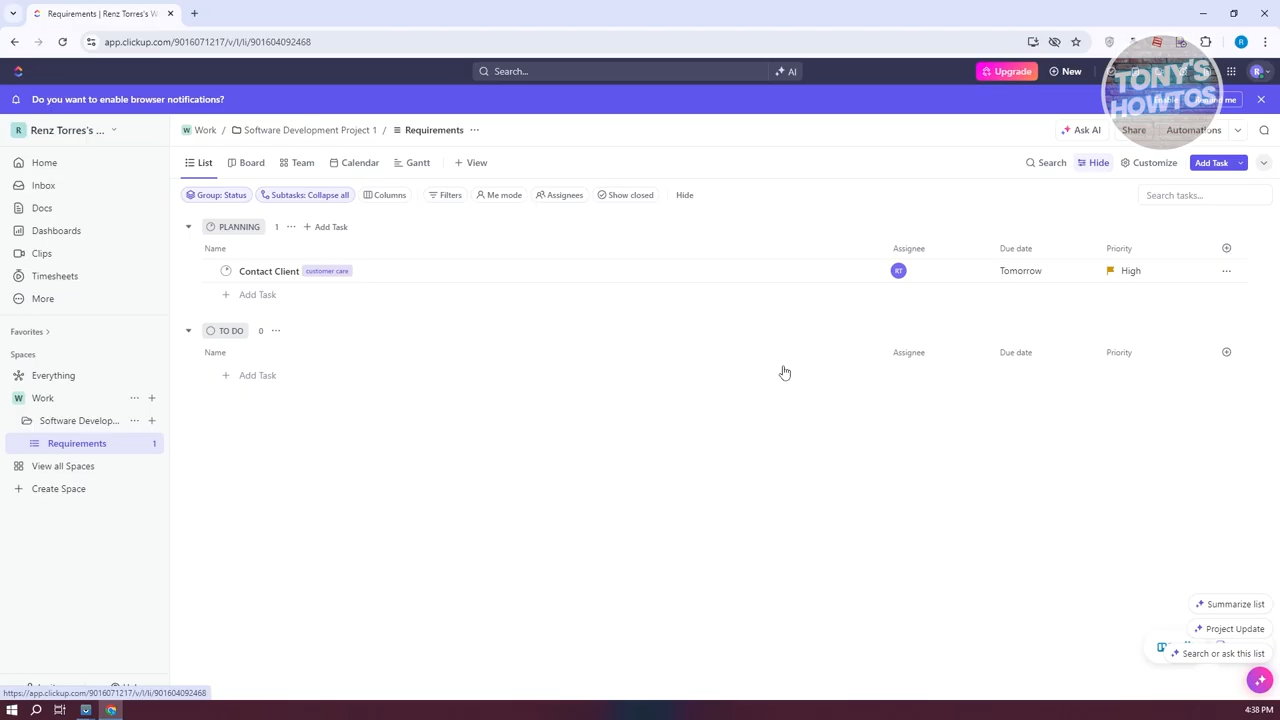 Requirements | Renz Torres's W
app.clickup.com/9016071217/v/l/li/901604092468
R
Search...
AI
Upgrade
New
R
Do you want to enable browser notifications?
Remind me
TONY'S
HOWTOS
R Renz Torres's ...
W Work / Software Development Project 1 / Requirements ...
Ask AI
Share
Automations
Home
Inbox
Docs
Dashboards
Clips
Timesheets
More
Favorites
Spaces
Everything
W Work
Software Develop...
Requirements 1
View all Spaces
Create Space
List
Board
Team
Calendar
Gantt
+ View
Search
Hide
Customize
Add Task
Group: Status
Subtasks: Collapse all
Columns
Filters
Me mode
Assignees
Show closed
Hide
Search tasks...
PLANNING 1 ... + Add Task
Name Assignee Due date Priority
Contact Client customer care RT Tomorrow High ...
+ Add Task
TO DO 0 ...
Name Assignee Due date Priority
+ Add Task
Summarize list
Project Update
Search or ask this list
https://app.clickup.com/9016071217/v/l/li/901604092468
4:38 PM